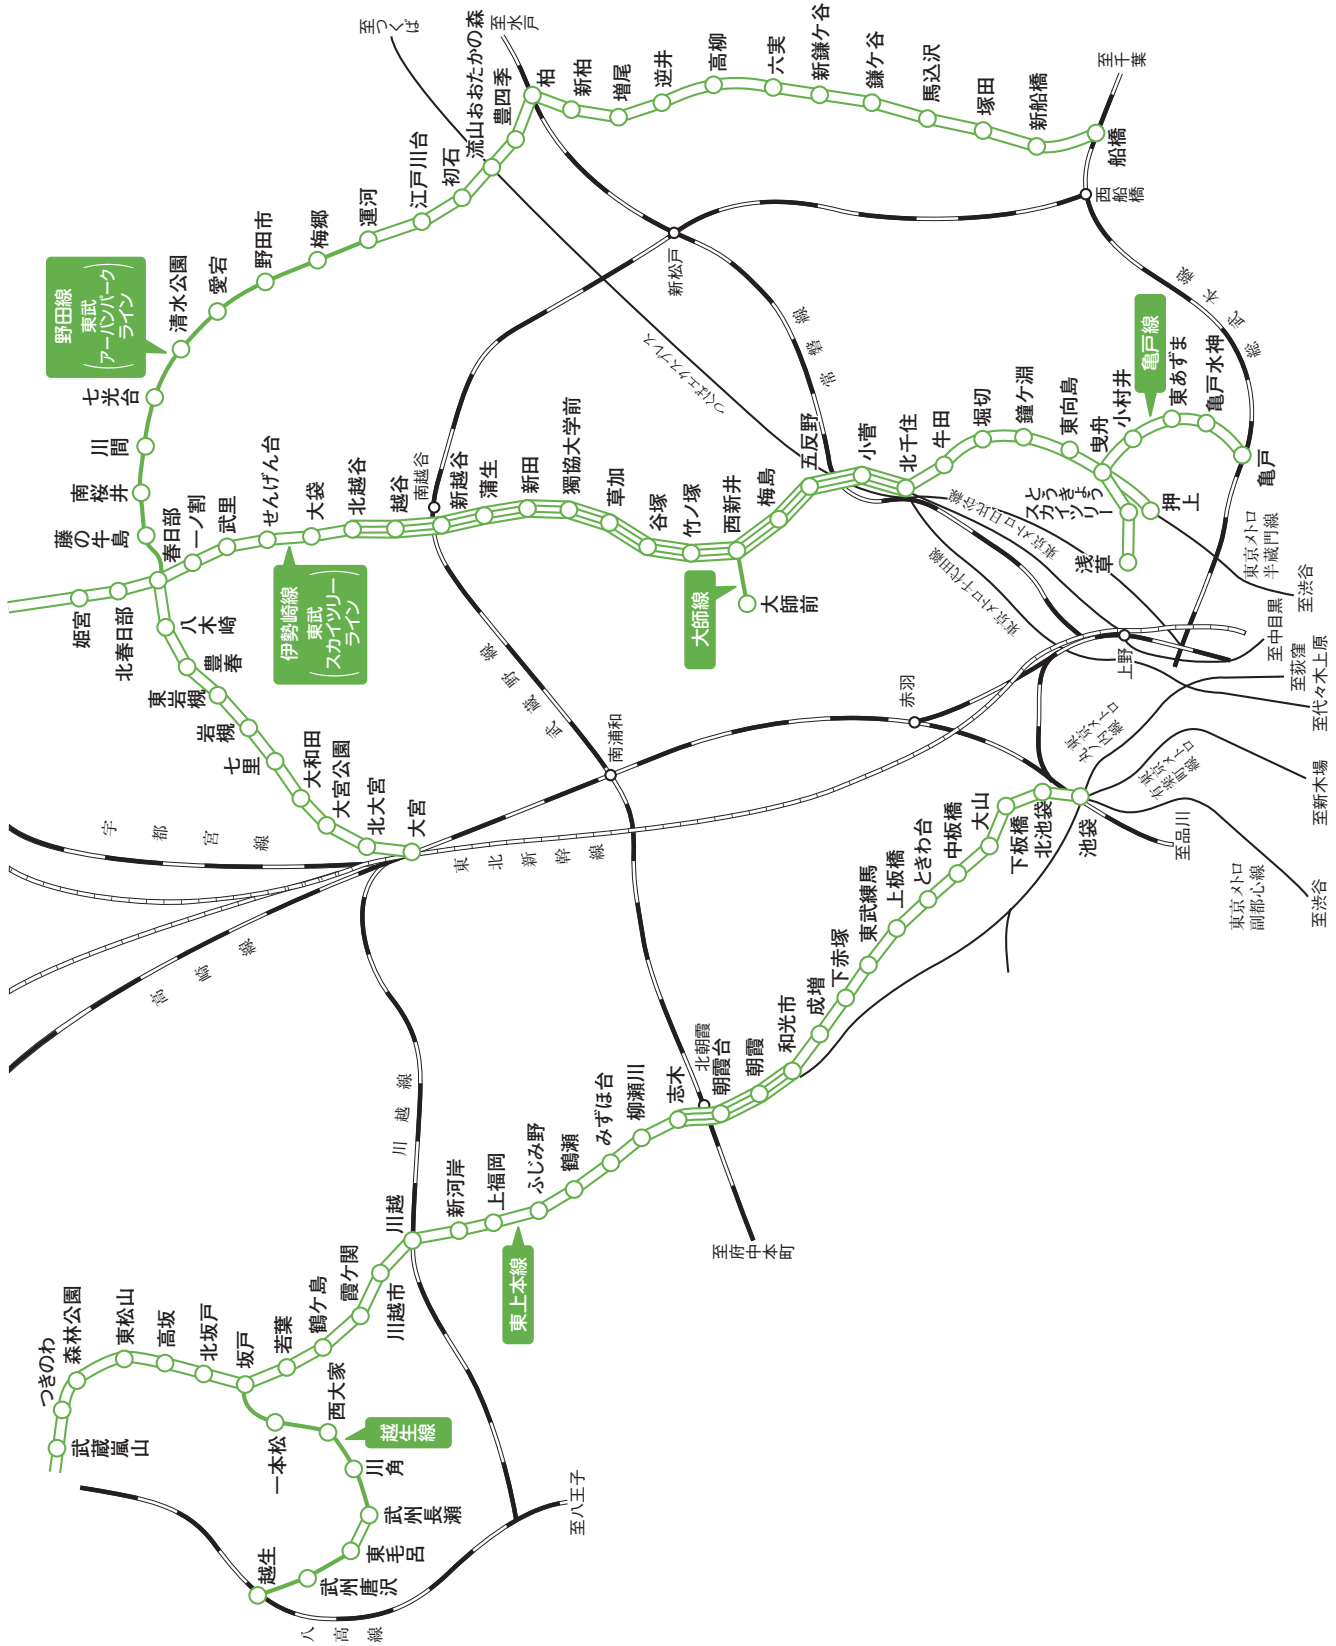 至つくば
至水戸
流山おおたかの森
豊四季
柏
新柏
増尾
逆井
高柳
六実
新鎌ケ谷
鎌ケ谷
馬込沢
塚田
新船橋
船橋
至千葉
西船橋
初石
江戸川台
運河
梅郷
野田市
愛宕
清水公園
野田線
(東武
アーバンパーク
ライン)
七光台
川間
南桜井
藤の牛島
春日部
一ノ割
武里
せんげん台
大袋
北越谷
越谷
南越谷
新越谷
蒲生
新田
獨協大学前
草加
谷塚
竹ノ塚
西新井
梅島
五反野
小菅
北千住
牛田
堀切
鐘ケ淵
東向島
曳舟
小村井
東あずま
亀戸水神
亀戸
亀戸線
とうきょう
スカイツリー
押上
浅草
新松戸
つくばエクスプレス
常磐線
総武本線
姫宮
北春日部
八木崎
豊春
東岩槻
岩槻
七里
大和田
大宮公園
北大宮
大宮
伊勢崎線
(東武
スカイツリー
ライン)
大師線
大師前
武蔵野線
南浦和
赤羽
上野
東京メトロ日比谷線
東京メトロ千代田線
東京メトロ
半蔵門線
至渋谷
至中目黒
至荻窪
至代々木上原
東京メトロ
丸ノ内線
東京メトロ
有楽町線
至新木場
至品川
東京メトロ
副都心線
至渋谷
宇都宮線
東北新幹線
高崎線
川越線
池袋
北池袋
下板橋
大山
中板橋
ときわ台
上板橋
東武練馬
下赤塚
成増
和光市
朝霞
北朝霞
朝霞台
志木
柳瀬川
みずほ台
鶴瀬
ふじみ野
上福岡
新河岸
川越
川越市
霞ケ関
鶴ケ島
若葉
坂戸
北坂戸
高坂
東松山
森林公園
つきのわ
武蔵嵐山
東上本線
至府中本町
一本松
西大家
越生線
川角
武州長瀬
東毛呂
武州唐沢
越生
八高線
至八王子